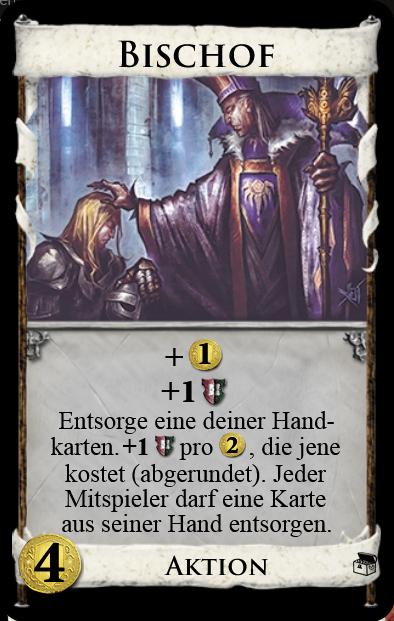 Bischof
+ 1
+1
Entsorge eine deiner Hand-
karten. +1 pro 2 , die jene
kostet (abgerundet). Jeder
Mitspieler darf eine Karte
aus seiner Hand entsorgen.
4 Aktion